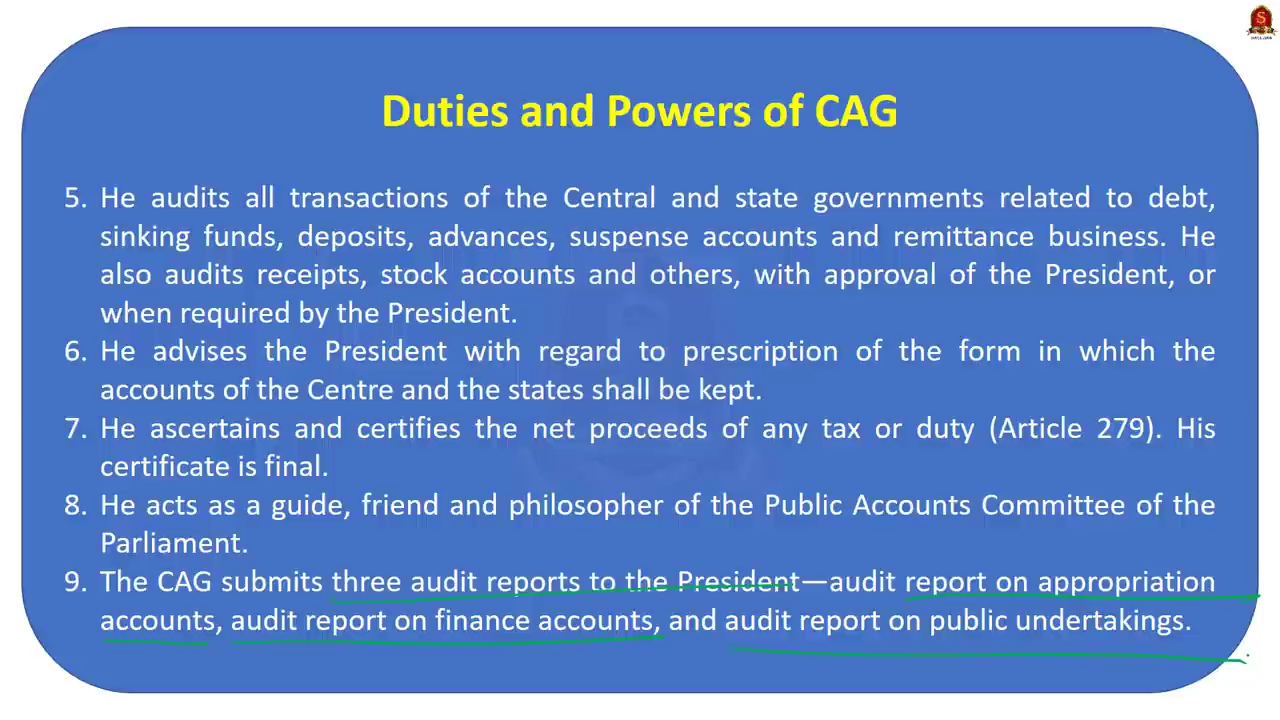 Duties and Powers of CAG
5. He audits all transactions of the Central and state governments related to debt,
sinking funds, deposits, advances, suspense accounts and remittance business. He
also audits receipts, stock accounts and others, with approval of the President, or
when required by the President.
6. He advises the President with regard to prescription of the form in which the
accounts of the Centre and the states shall be kept.
7. He ascertains and certifies the net proceeds of any tax or duty (Article 279). His
certificate is final.
8. He acts as a guide, friend and philosopher of the Public Accounts Committee of the
Parliament.
9. The CAG submits three audit reports to the President—audit report on appropriation
accounts, audit report on finance accounts, and audit report on public undertakings.